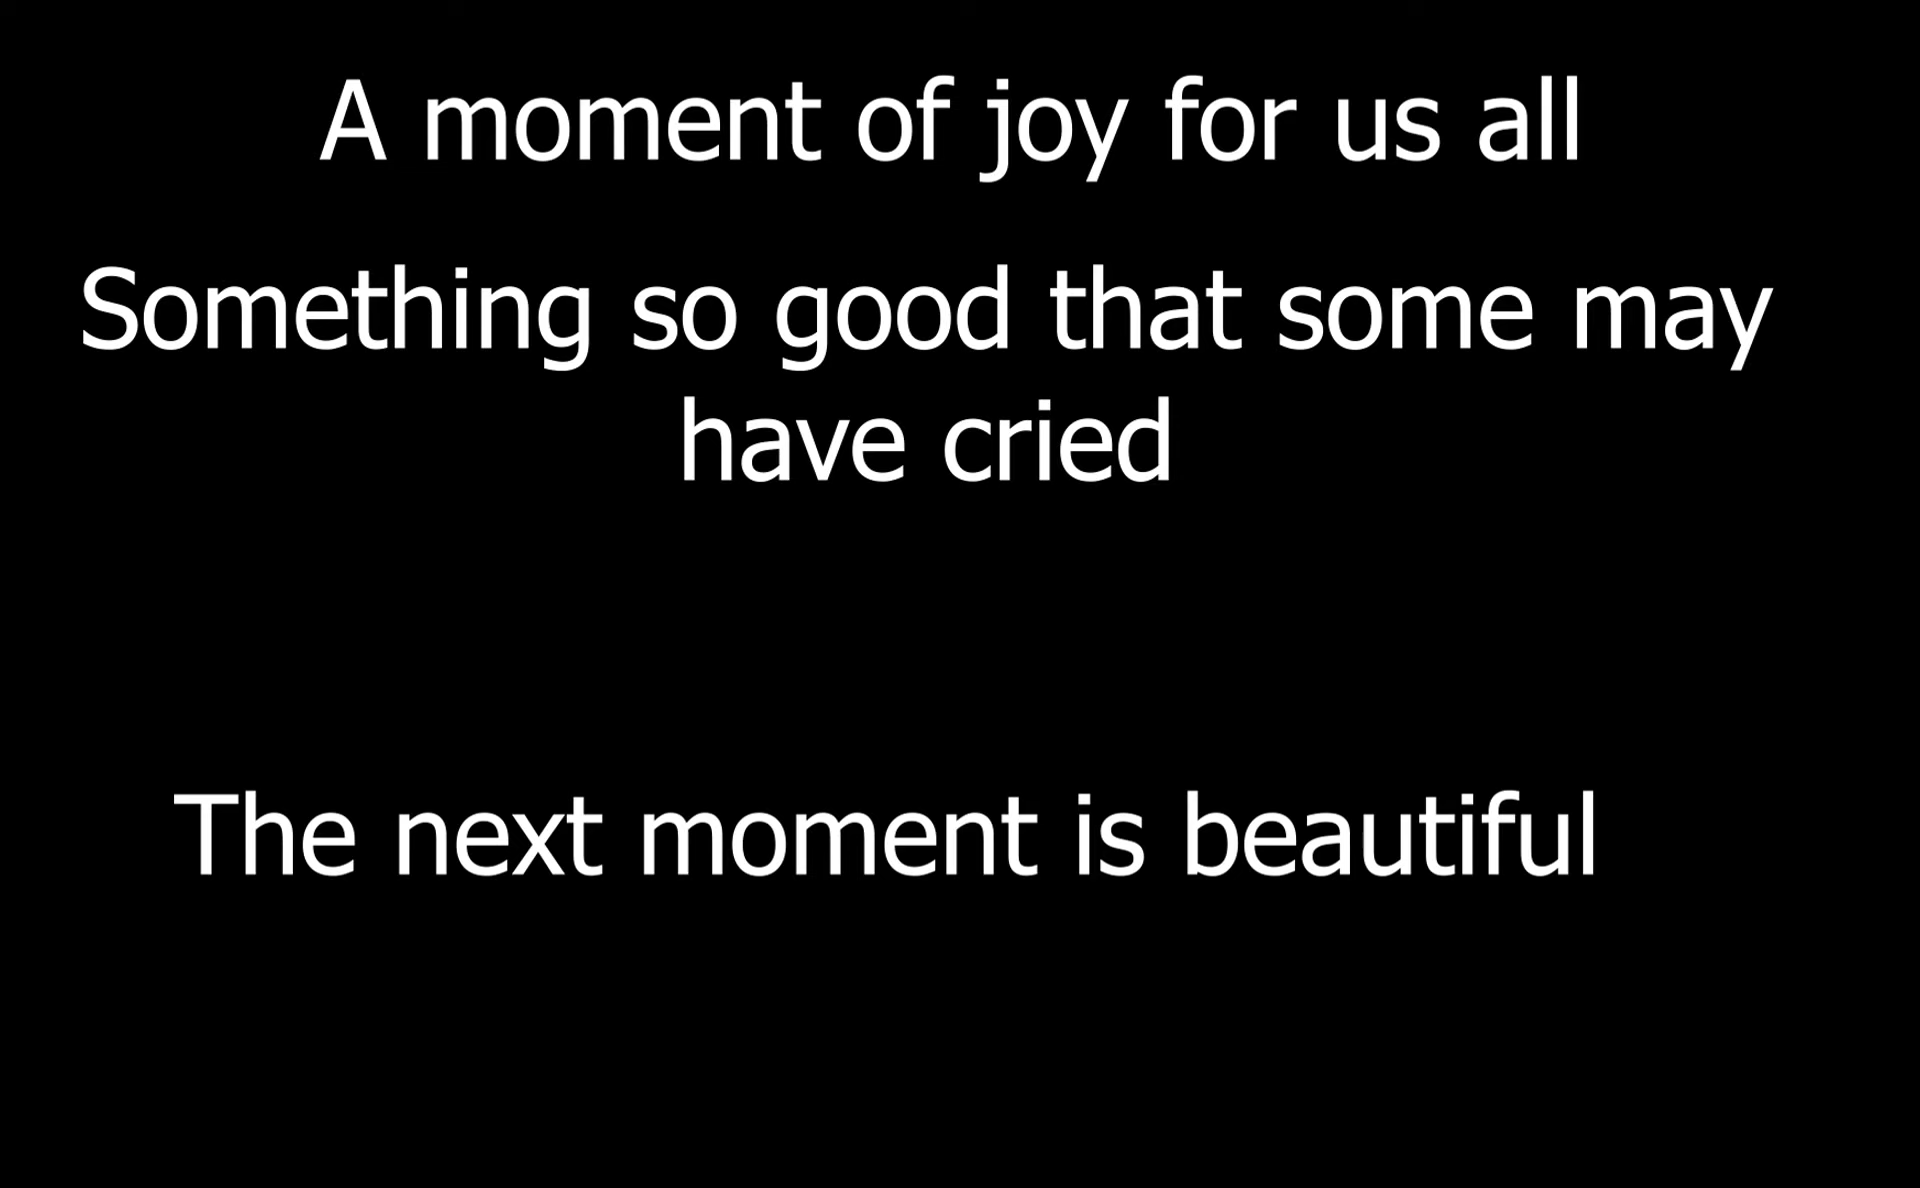 A moment of joy for us all
Something so good that some may
have cried
The next moment is beautiful